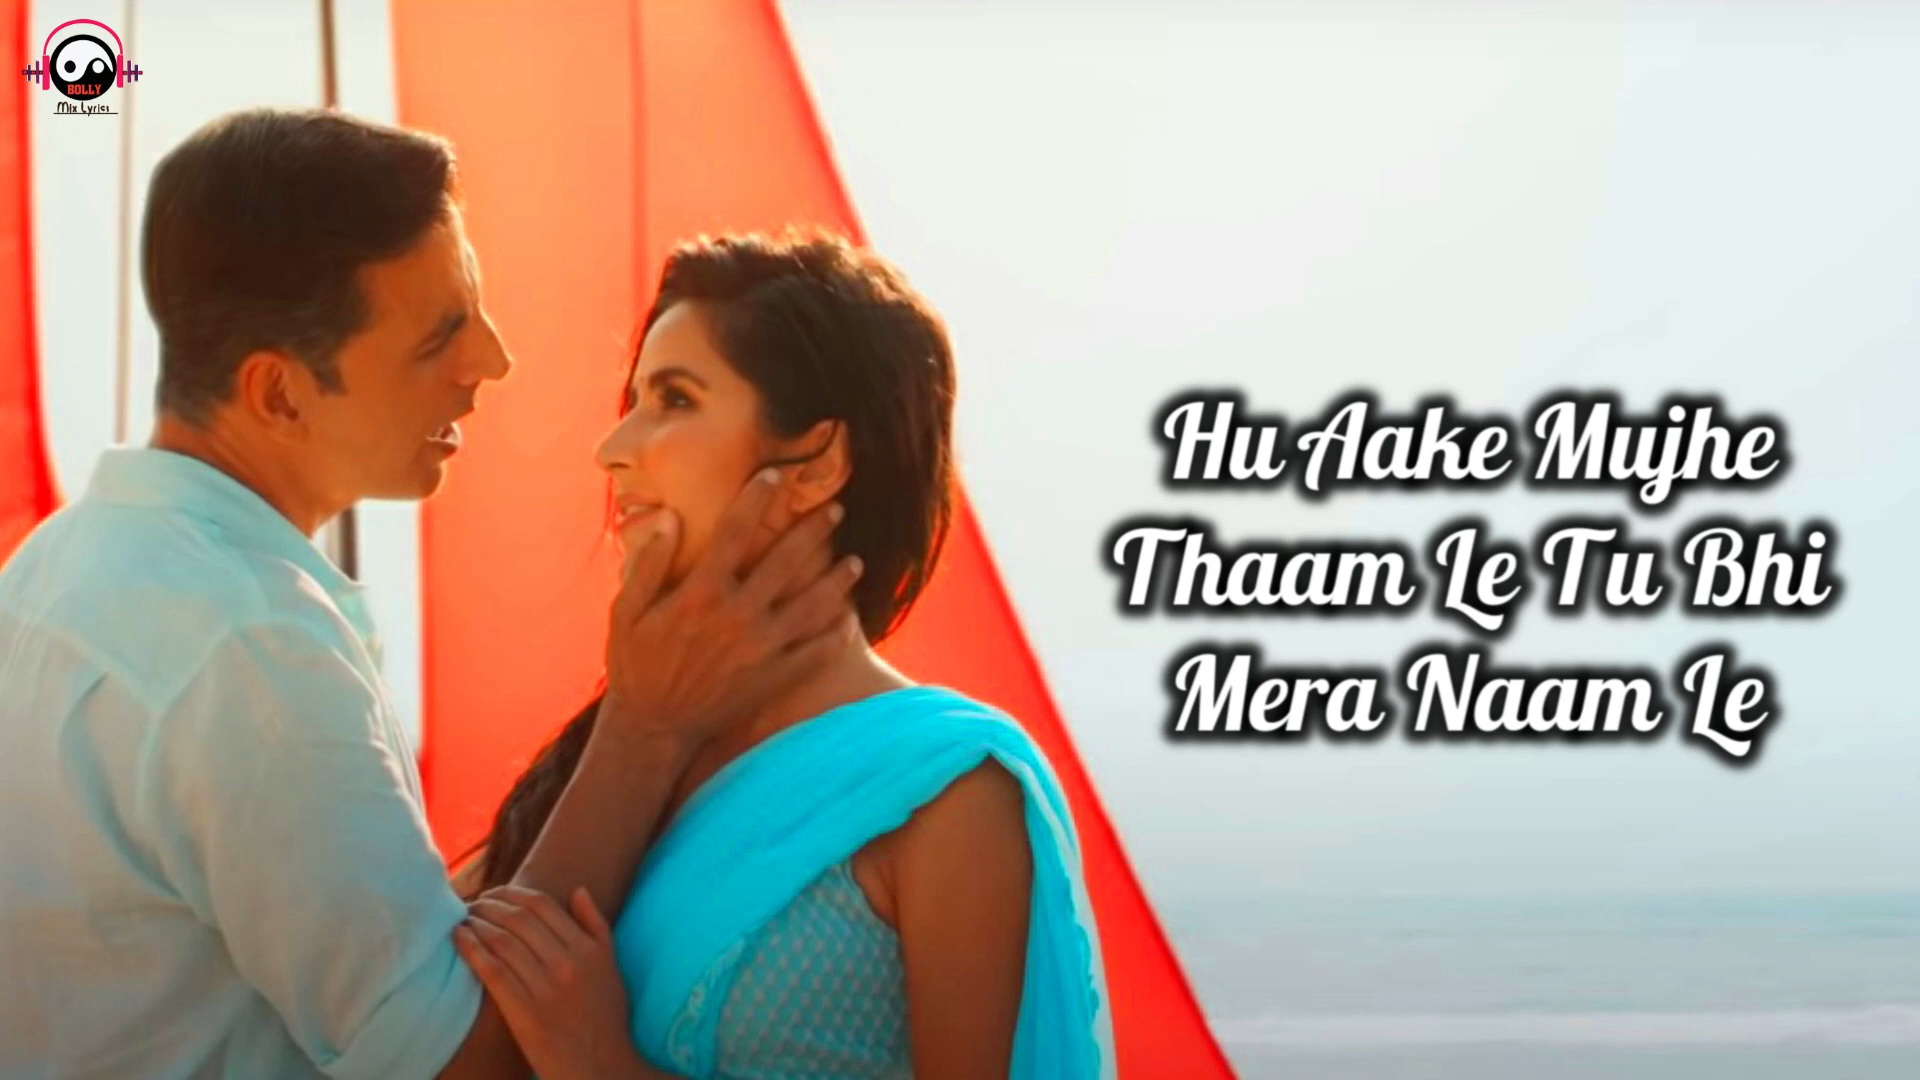 BOLLY
Mix Lyrics
Hu Aake Mujhe
Thaam Le Tu Bhi
Mera Naam Le